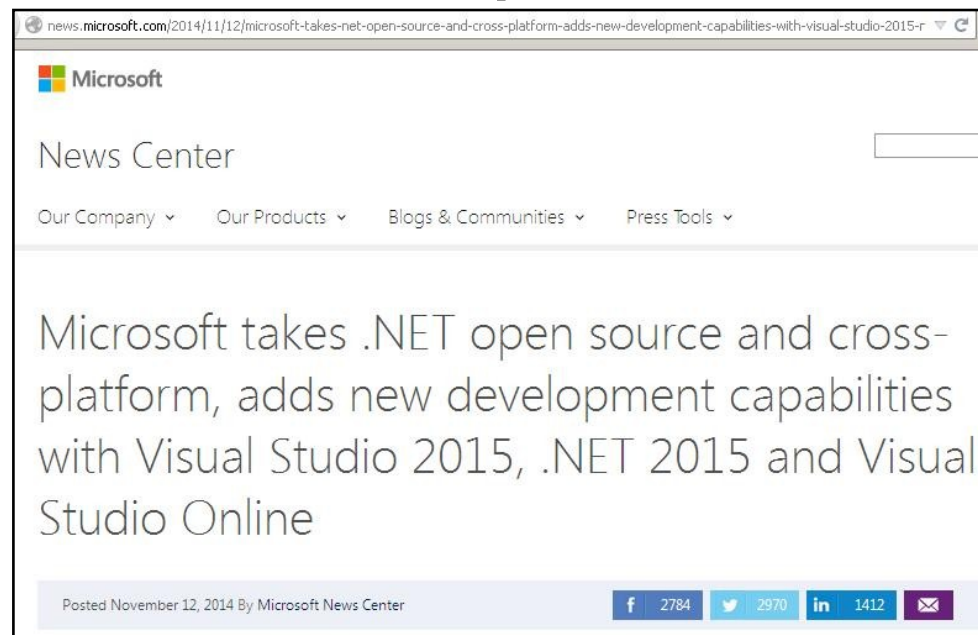 news.microsoft.com/2014/11/12/microsoft-takes-net-open-source-and-cross-platform-adds-new-development-capabilities-with-visual-studio-2015-r
Microsoft
News Center
Our Company Our Products Blogs & Communities Press Tools
Microsoft takes .NET open source and cross-
platform, adds new development capabilities
with Visual Studio 2015, .NET 2015 and Visual
Studio Online
Posted November 12, 2014 By Microsoft News Center f 2784 2970 in 1412